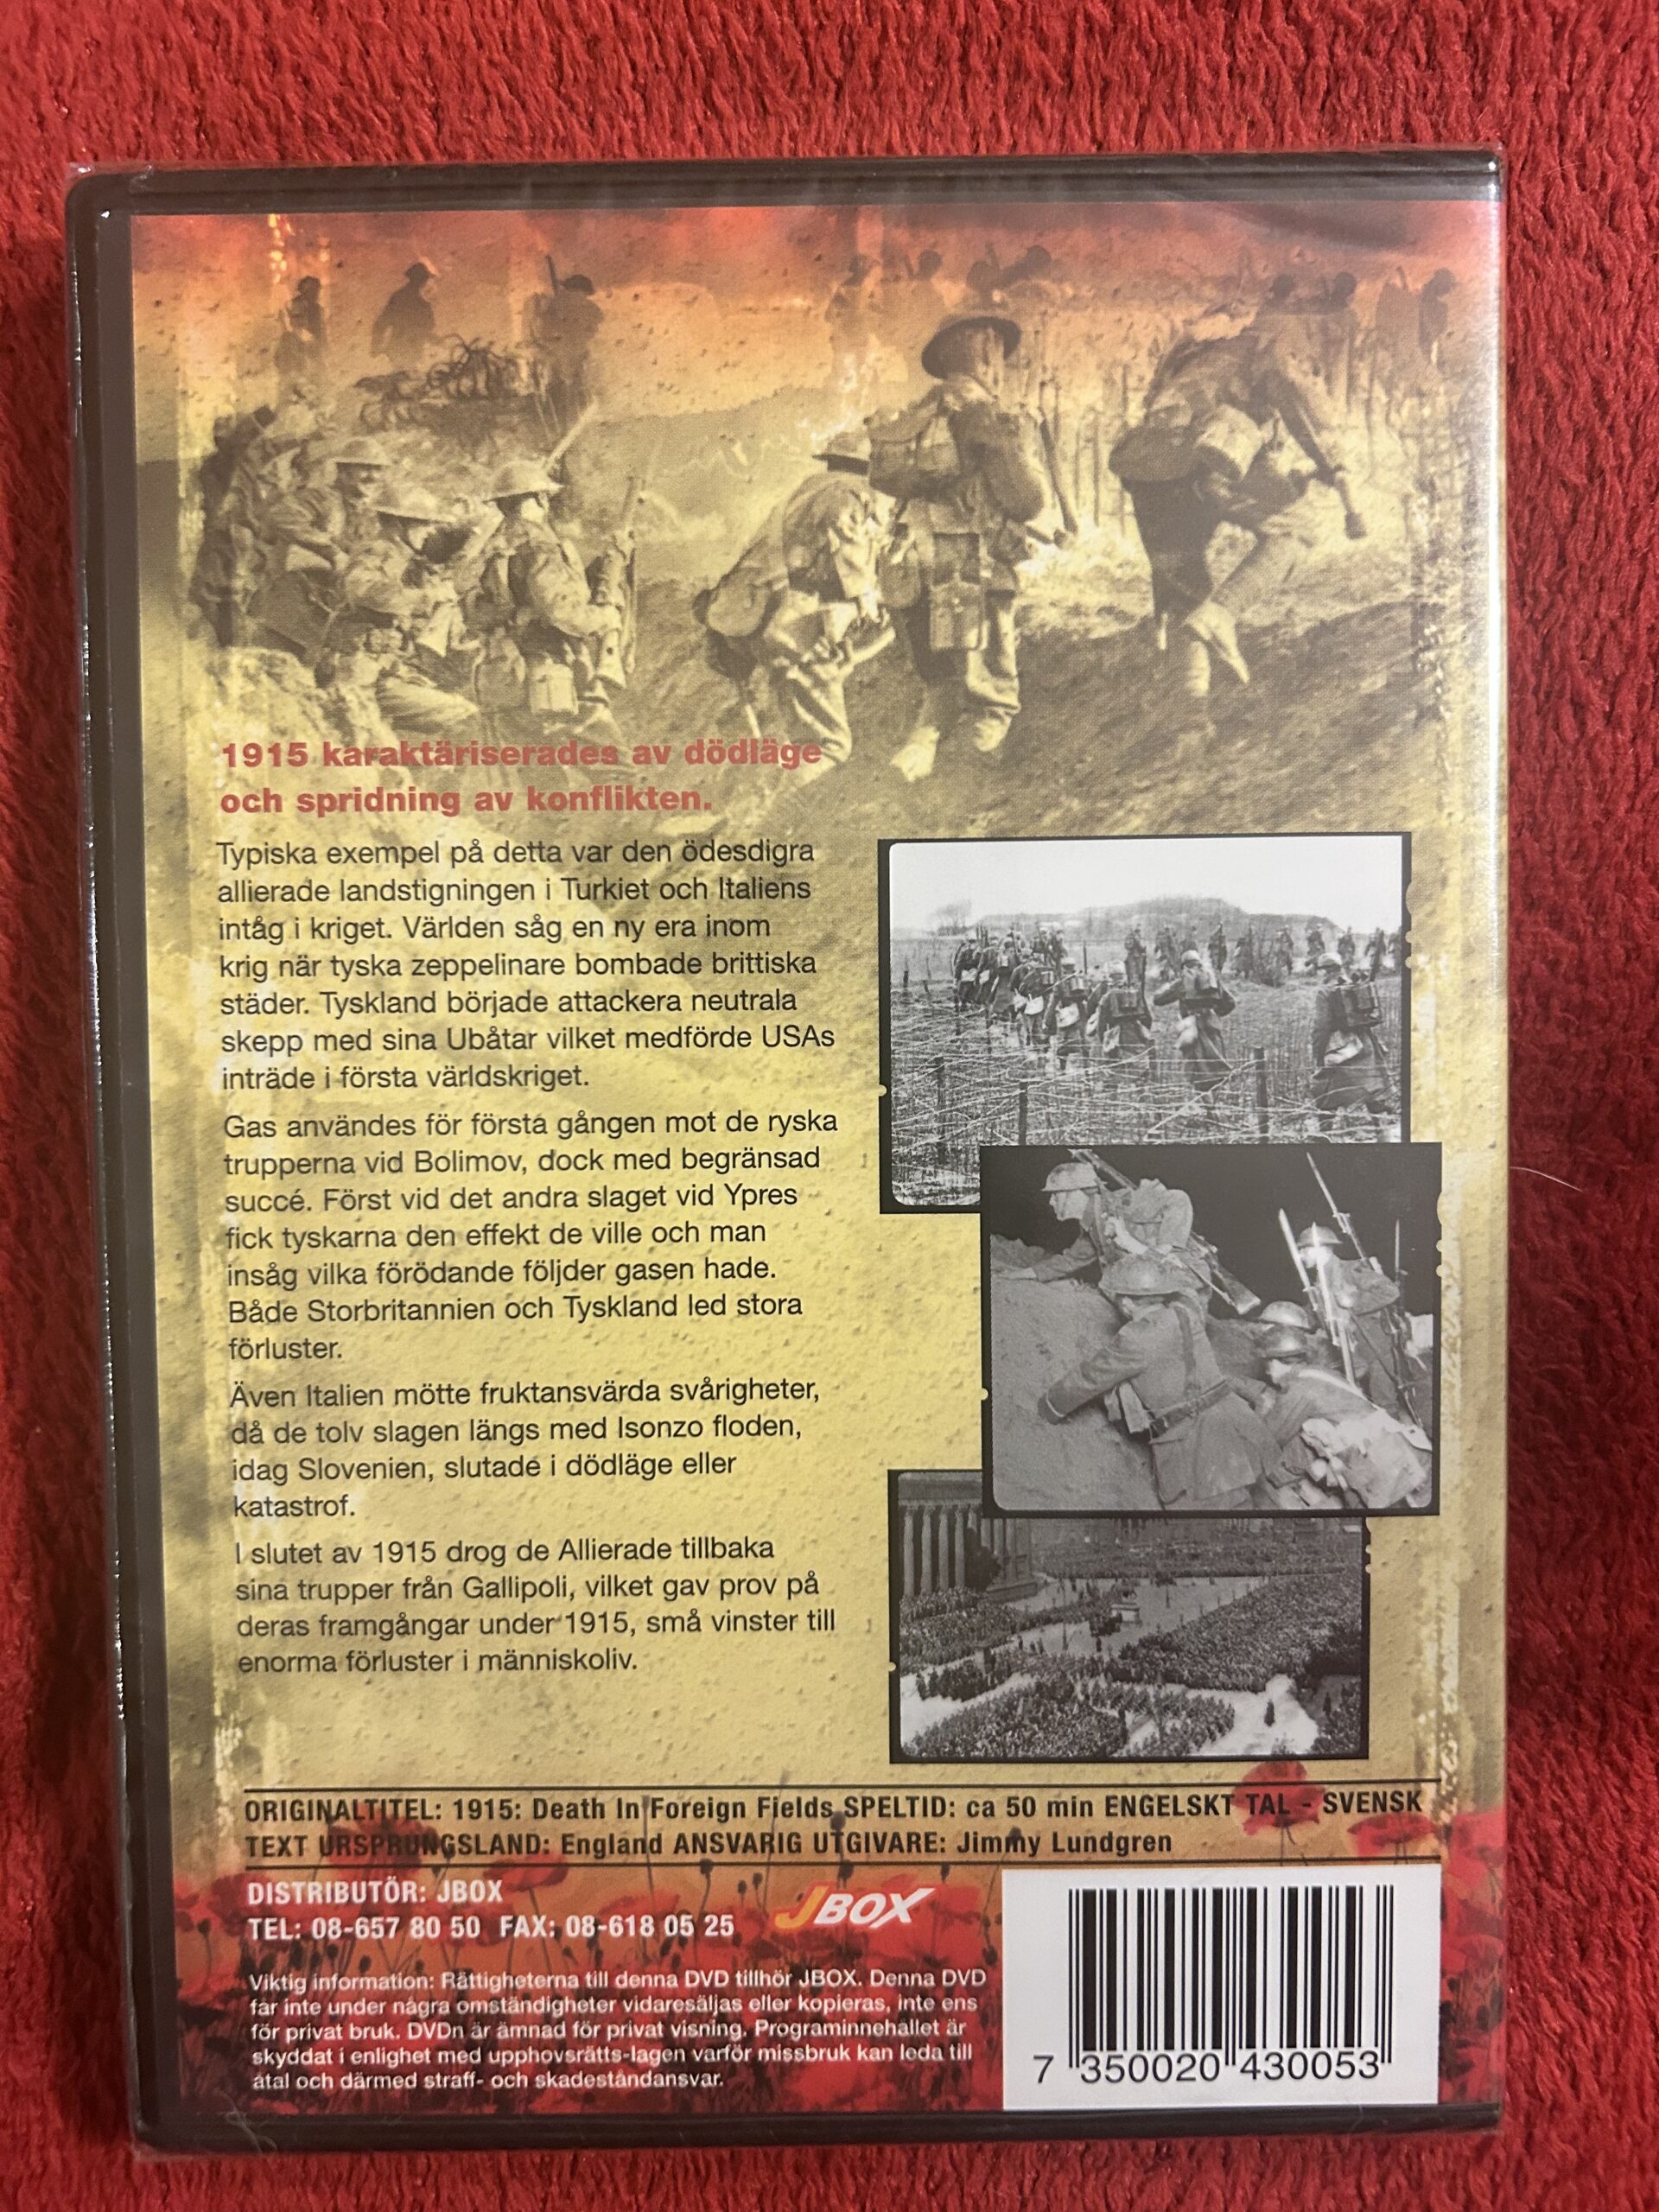 1915 karaktäriserades av dödläge
och spridning av konflikten.
Typiska exempel på detta var den ödesdigra
allierade landstigningen i Turkiet och Italiens
intåg i kriget. Världen såg en ny era inom
krig när tyska zeppelinare bombade brittiska
städer. Tyskland började attackera neutrala
skepp med sina Ubåtar vilket medförde USAs
inträde i första världskriget.
Gas användes för första gången mot de ryska
trupperna vid Bolimov, dock med begränsad
succé. Först vid det andra slaget vid Ypres
fick tyskarna den effekt de ville och man
insåg vilka förödande följder gasen hade.
Både Storbritannien och Tyskland led stora
förluster.
Även Italien mötte fruktansvärda svårigheter,
då de tolv slagen längs med Isonzo floden,
idag Slovenien, slutade i dödläge eller
katastrof.
I slutet av 1915 drog de Allierade tillbaka
sina trupper från Gallipoli, vilket gav prov på
deras framgångar under 1915, små vinster till
enorma förluster i människoliv.
ORIGINALTITEL: 1915: Death In Foreign Fields SPELTID: ca 50 min ENGELSKT TAL - SVENSK
TEXT URSPRUNGSLAND: England ANSVARIG UTGIVARE: Jimmy Lundgren
DISTRIBUTÖR: JBOX
TEL: 08-657 80 50 FAX: 08-618 05 25
JBOX
Viktig information: Rättigheterna till denna DVD tillhör JBOX. Denna DVD
får inte under några omständigheter vidaresäljas eller kopieras, inte ens
för privat bruk. DVDn är ämnad för privat visning. Programinnehållet är
skyddat i enlighet med upphovsrätts-lagen varför missbruk kan leda till
åtal och därmed straff- och skadeståndansvar.
7 350020 430053